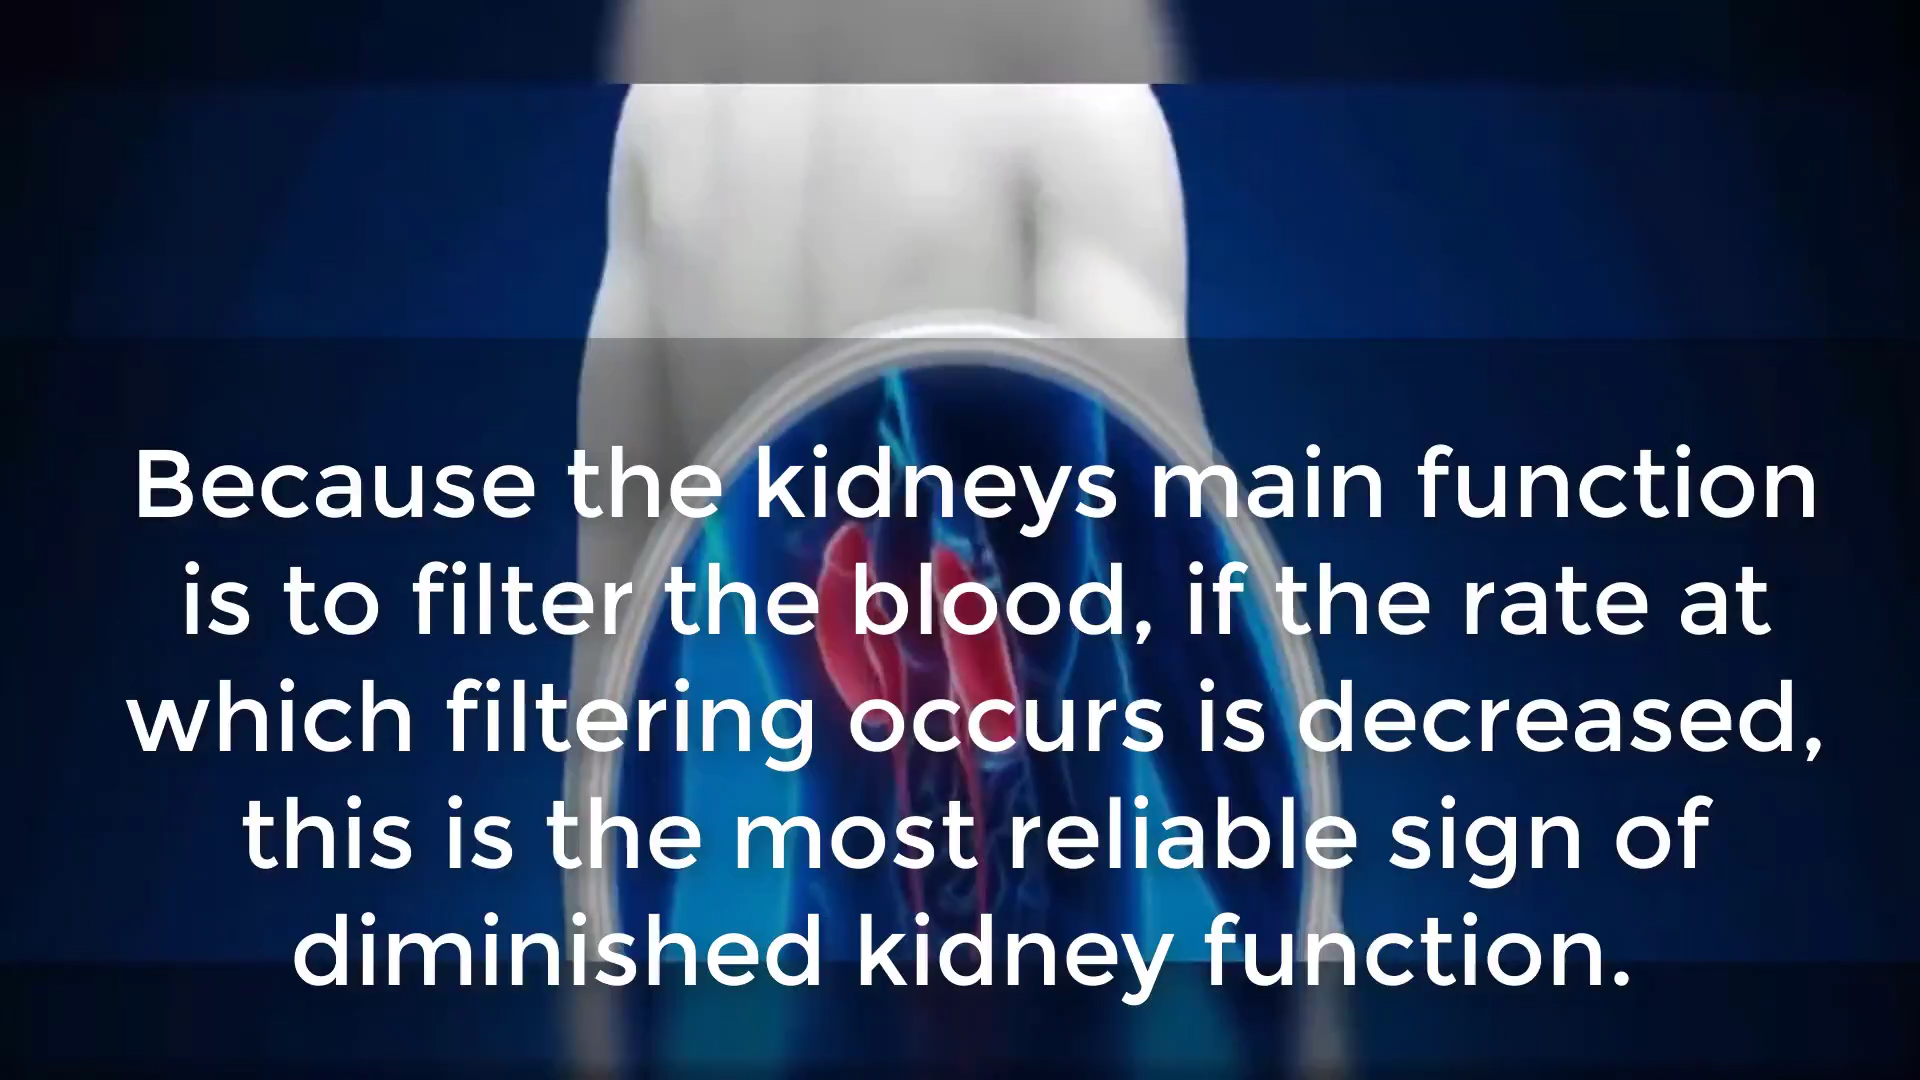 Because the kidneys main function
is to filter the blood, if the rate at
which filtering occurs is decreased,
this is the most reliable sign of
diminished kidney function.